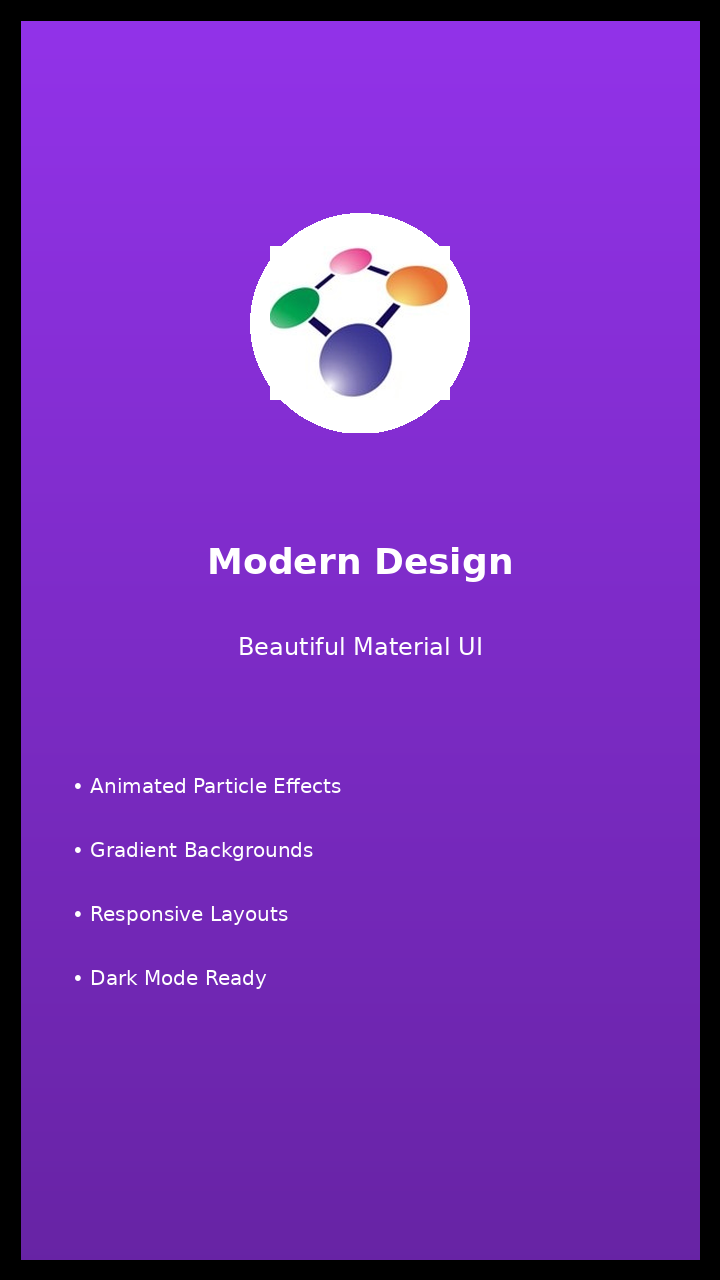 Modern Design
Beautiful Material UI
• Animated Particle Effects
• Gradient Backgrounds
• Responsive Layouts
• Dark Mode Ready